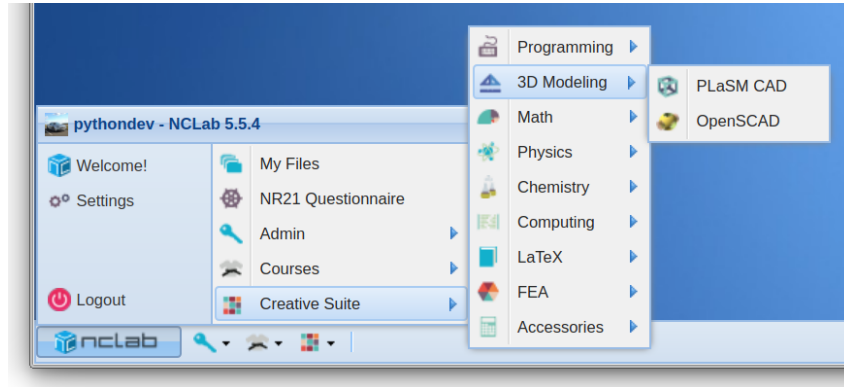 Programming
3D Modeling
PLaSM CAD
OpenSCAD
Math
Physics
Chemistry
Computing
LaTeX
FEA
Accessories
pythondev - NCLab 5.5.4
Welcome!
Settings
Logout
My Files
NR21 Questionnaire
Admin
Courses
Creative Suite
nclab